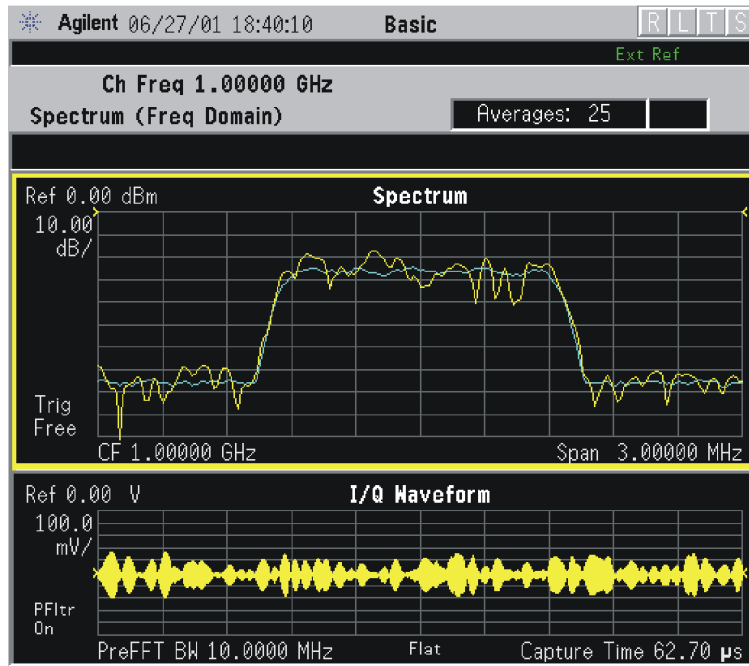 Agilent 06/27/01 18:40:10 Basic R L T S
Ext Ref
Ch Freq 1.00000 GHz
Spectrum (Freq Domain) Averages: 25
Ref 0.00 dBm Spectrum
10.00
dB/
Trig
Free
CF 1.00000 GHz Span 3.00000 MHz
Ref 0.00 V I/Q Waveform
100.0
mV/
PFltr
On
PreFFT BW 10.0000 MHz Flat Capture Time 62.70 µs